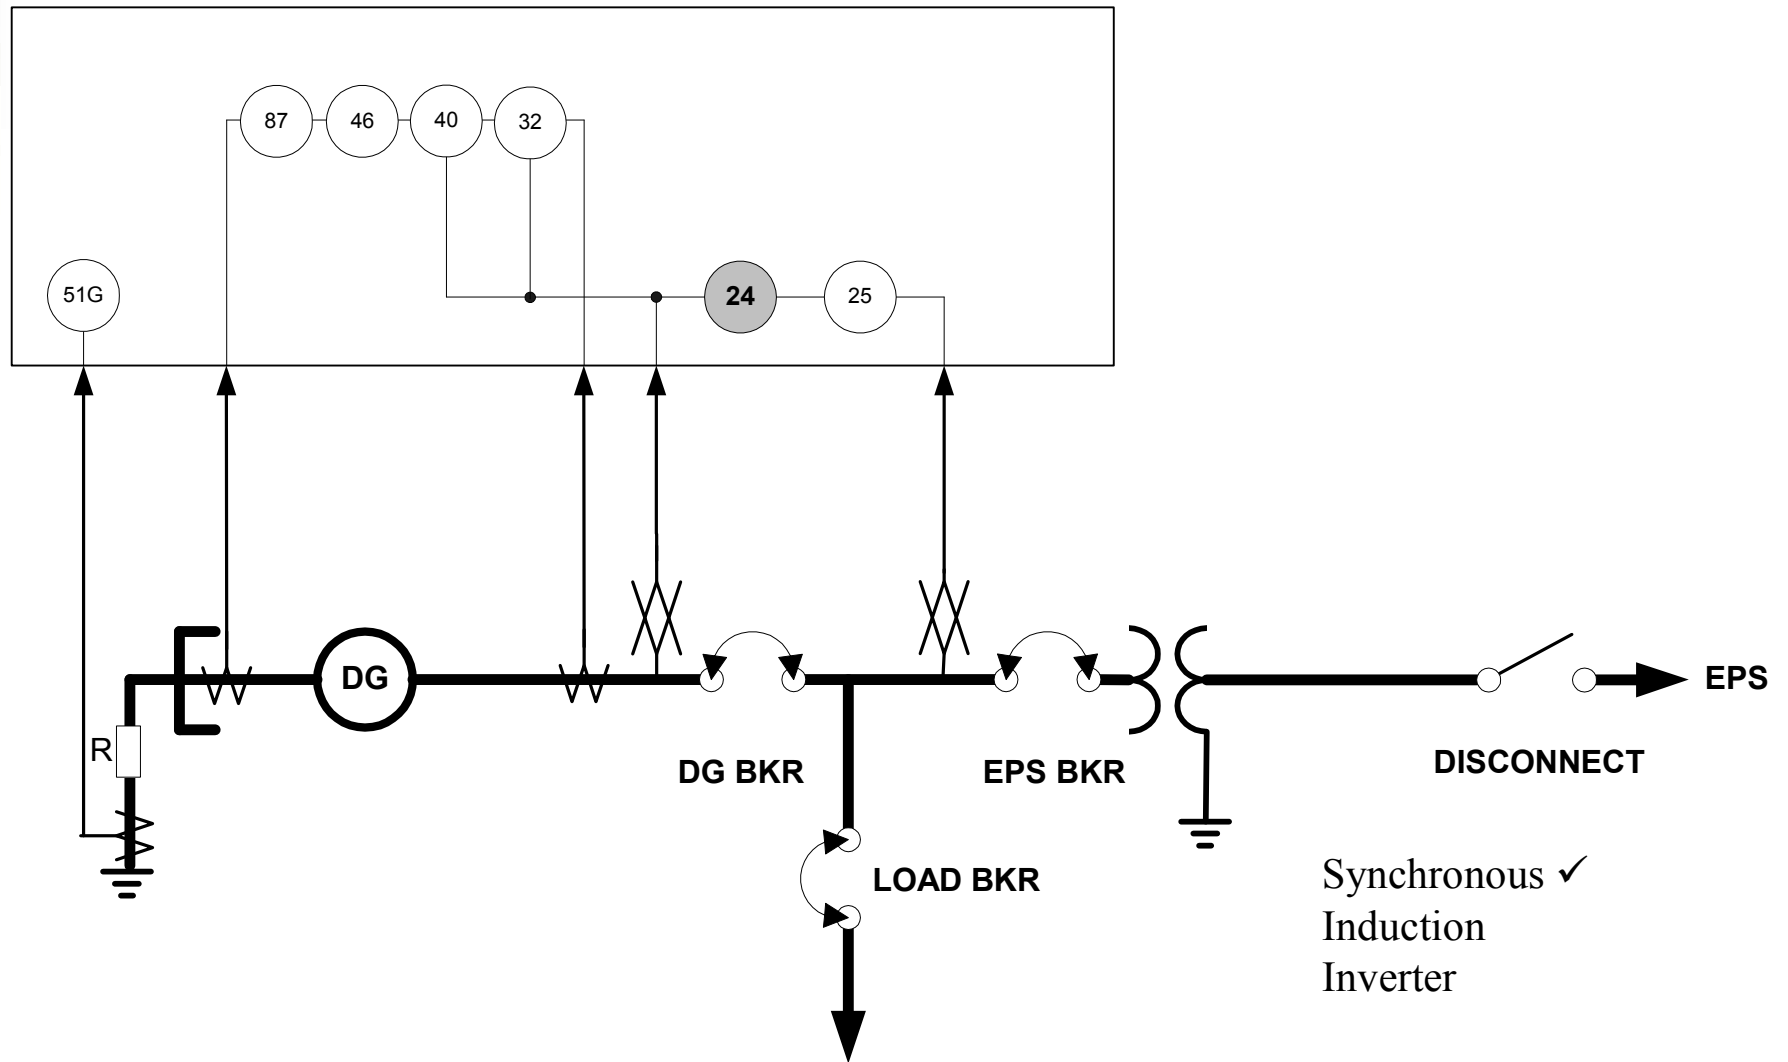 87
46
40
32
51G
24
25
DG
EPS
R
DG BKR
EPS BKR
DISCONNECT
LOAD BKR
Synchronous ✓
Induction
Inverter